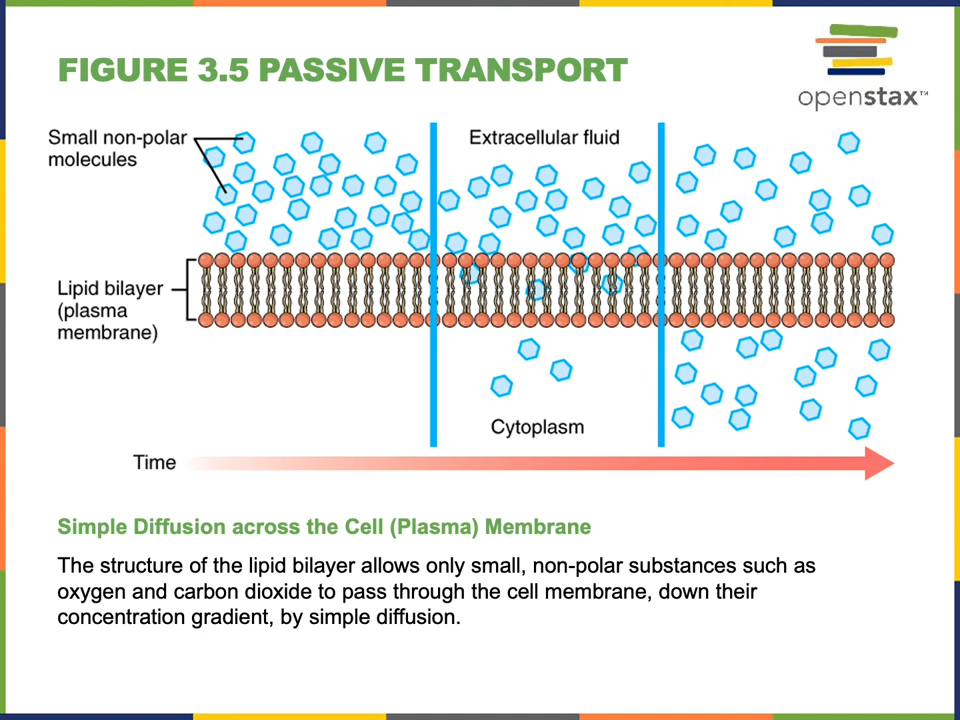 FIGURE 3.5 PASSIVE TRANSPORT
openstax™
Small non-polar
molecules
Extracellular fluid
Lipid bilayer
(plasma
membrane)
Cytoplasm
Time
Simple Diffusion across the Cell (Plasma) Membrane
The structure of the lipid bilayer allows only small, non-polar substances such as
oxygen and carbon dioxide to pass through the cell membrane, down their
concentration gradient, by simple diffusion.